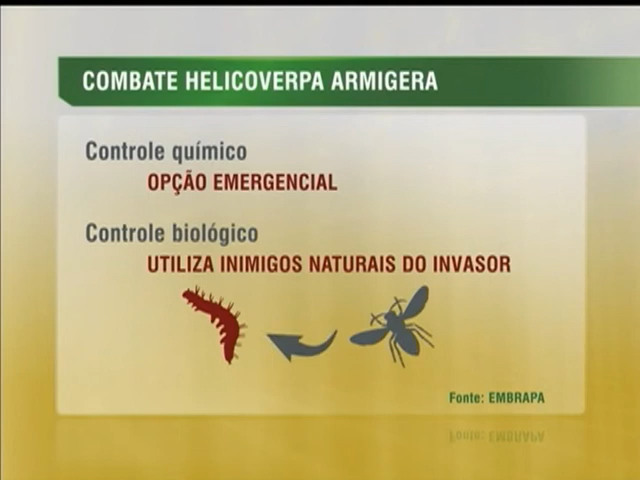 COMBATE HELICOVERPA ARMIGERA
Controle químico
OPÇÃO EMERGENCIAL
Controle biológico
UTILIZA INIMIGOS NATURAIS DO INVASOR
Fonte: EMBRAPA